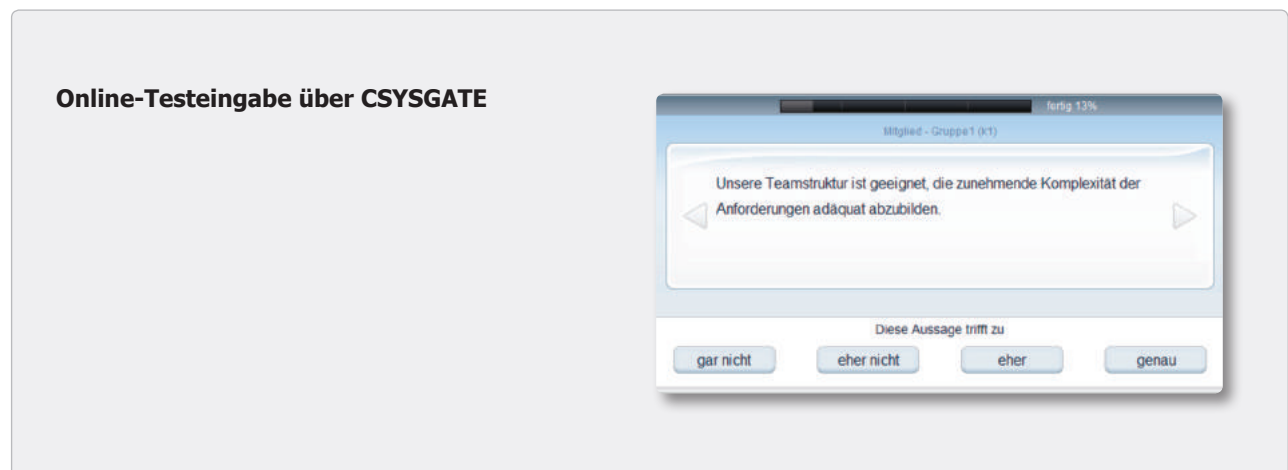 Online-Testeingabe über CSYSGATE
fertig 13%
Mitglied - Gruppe1 (k1)
Unsere Teamstruktur ist geeignet, die zunehmende Komplexität der
Anforderungen adäquat abzubilden.
Diese Aussage trifft zu
gar nicht
eher nicht
eher
genau